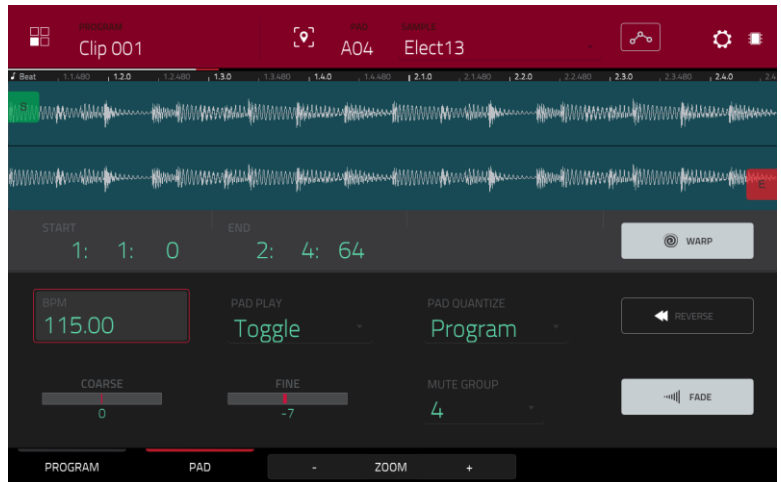 PROGRAM:
Clip 001
PAD
A04
SAMPLE:
Elect13
Beat 1.1.480 1.2.0 1.2.480 1.3.0 1.3.480 1.4.0 1.4.480 2.1.0 2.1.480 2.2.0 2.2.480 2.3.0 2.3.480 2.4.0 2.4
S
E
START
1: 1: 0
END
2: 4: 64
WARP
BPM
115.00
PAD PLAY
Toggle
PAD QUANTIZE
Program
REVERSE
COARSE
0
FINE
-7
MUTE GROUP
4
FADE
PROGRAM PAD - ZOOM +